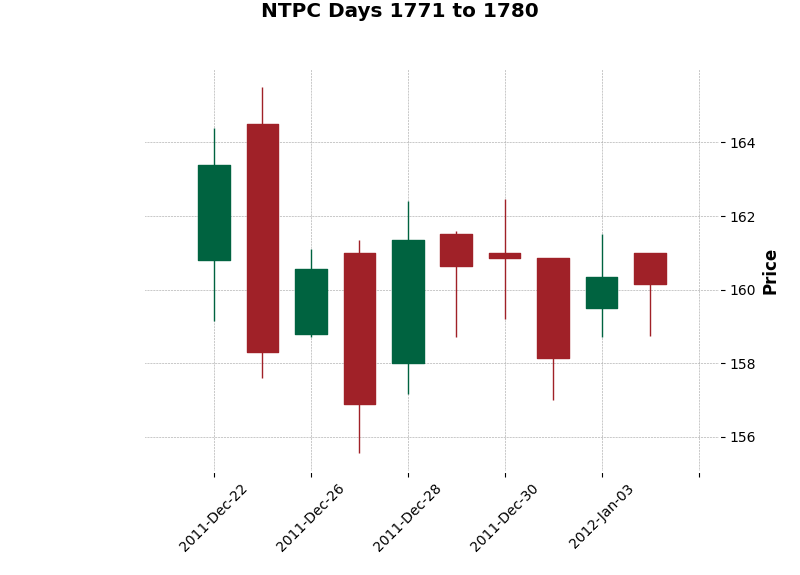 NTPC Days 1771 to 1780
164
162
160
158
156
Price
2011-Dec-22
2011-Dec-26
2011-Dec-28
2011-Dec-30
2012-Jan-03